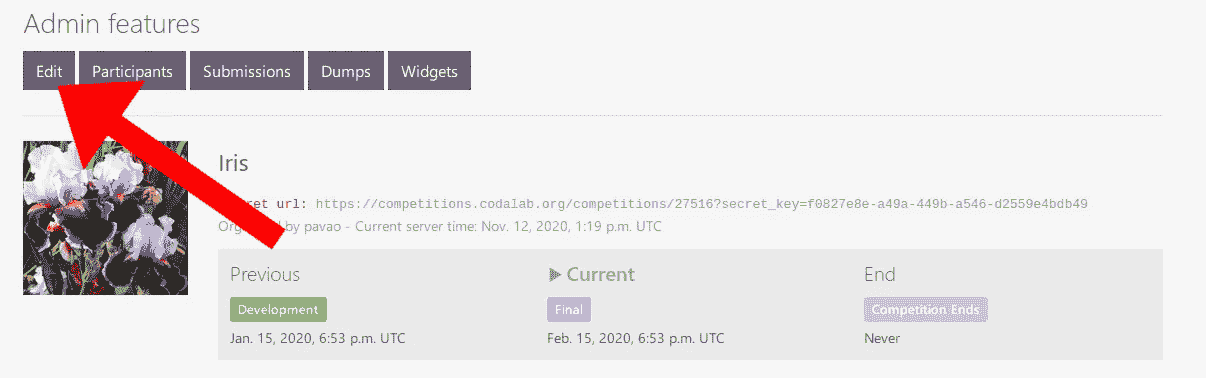 Admin features
Edit Participants Submissions Dumps Widgets
Iris
ret url: https://competitions.codalab.org/competitions/27516?secret_key=f0827e8e-a49a-449b-a546-d2559e4bdb49
Org d by pavao - Current server time: Nov. 12, 2020, 1:19 p.m. UTC
Previous Current End
Development Final Competition Ends
Jan. 15, 2020, 6:53 p.m. UTC Feb. 15, 2020, 6:53 p.m. UTC Never